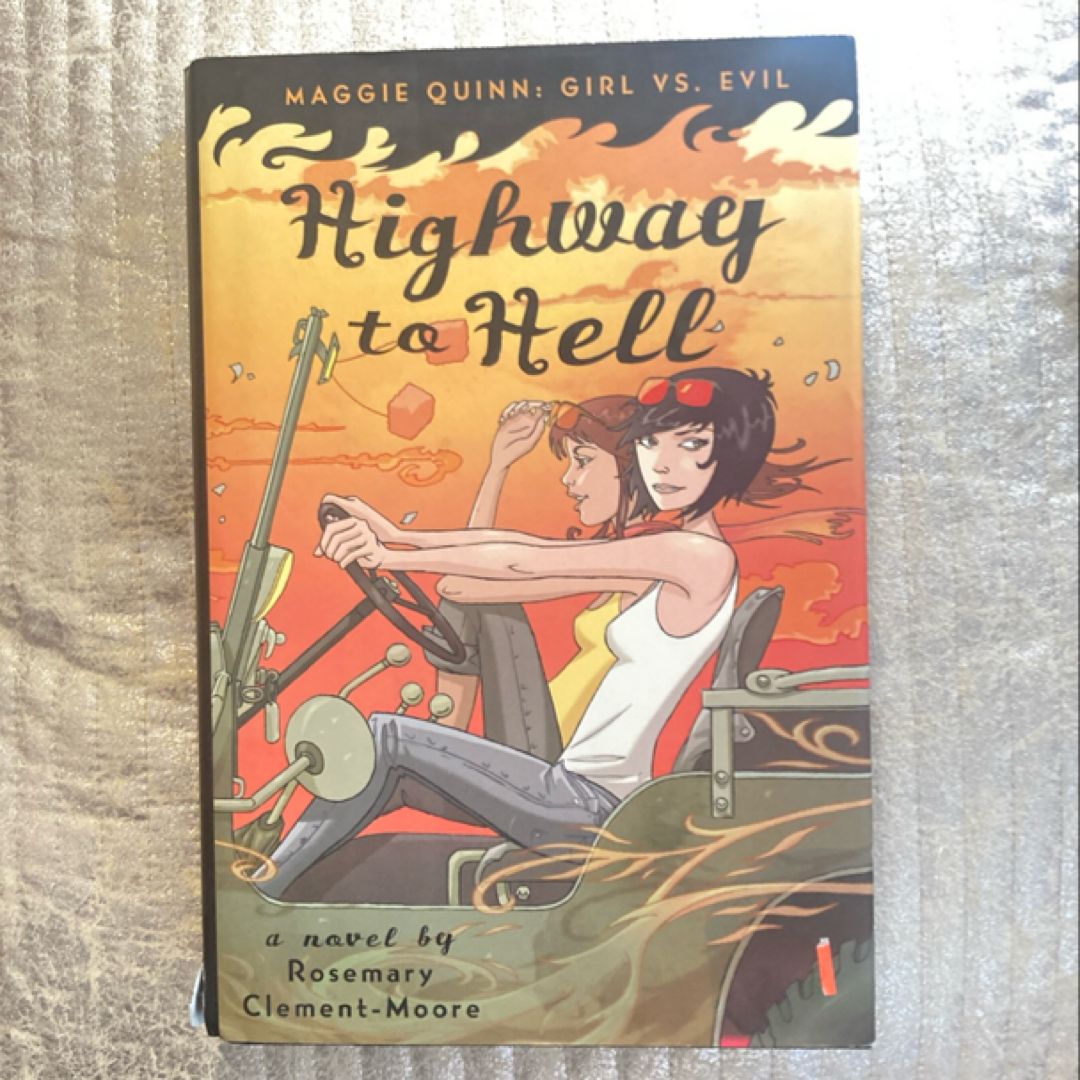 MAGGIE QUINN: GIRL VS. EVIL
Highway
to Hell
a novel by
Rosemary
Clement-Moore